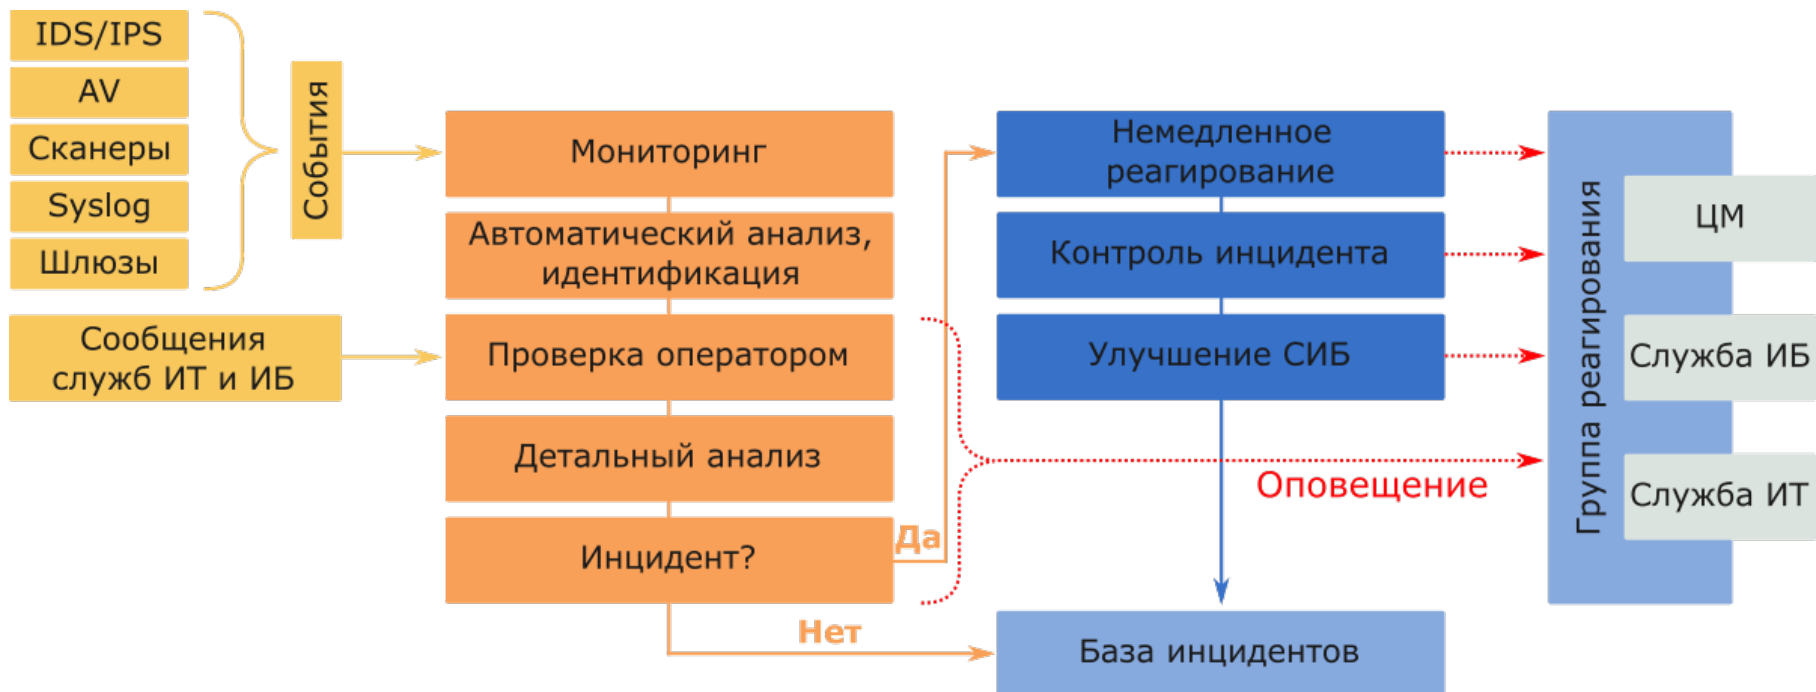 IDS/IPS
AV
Сканеры
Syslog
Шлюзы
События
Сообщения
служб ИТ и ИБ
Мониторинг
Автоматический анализ,
идентификация
Проверка оператором
Детальный анализ
Инцидент?
Да
Нет
Немедленное
реагирование
Контроль инцидента
Улучшение СИБ
Оповещение
База инцидентов
Группа реагирования
ЦМ
Служба ИБ
Служба ИТ